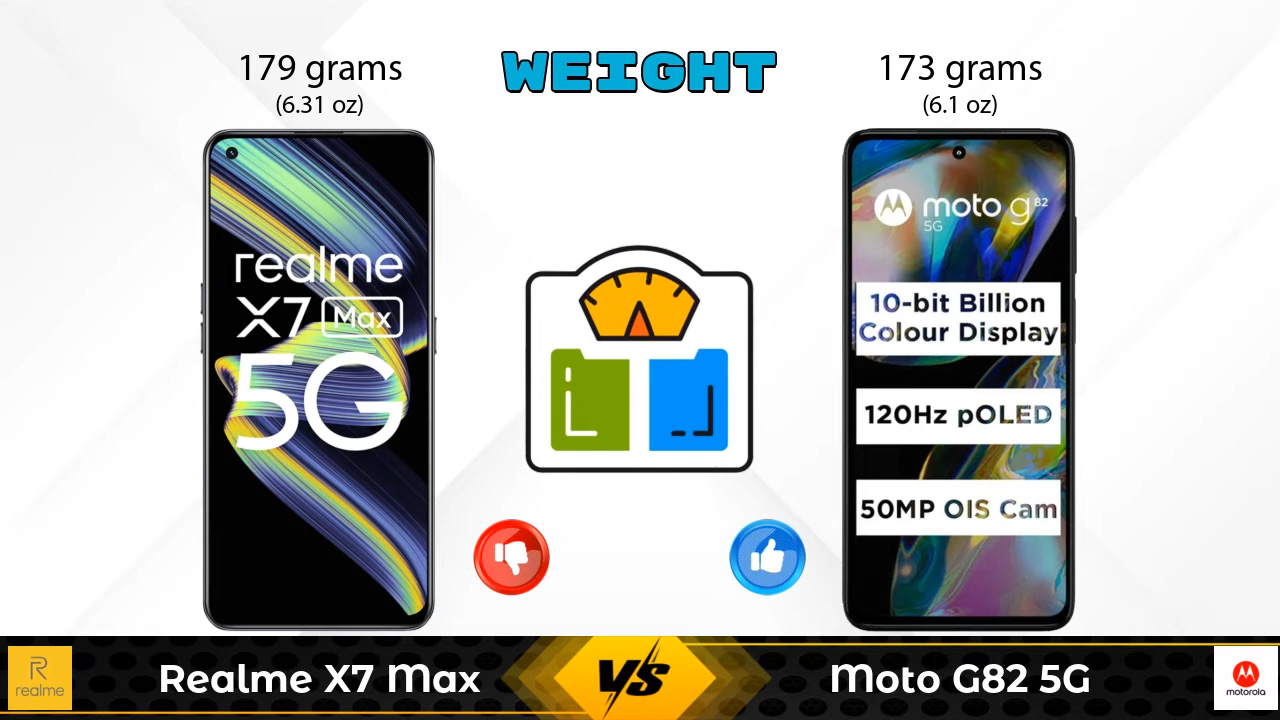 WEIGHT
179 grams
(6.31 oz)
173 grams
(6.1 oz)
realme
X7 Max
5G
moto g82
5G
10-bit Billion
Colour Display
120Hz pOLED
50MP OIS Cam
R
realme
Realme X7 Max
VS
Moto G82 5G
motorola